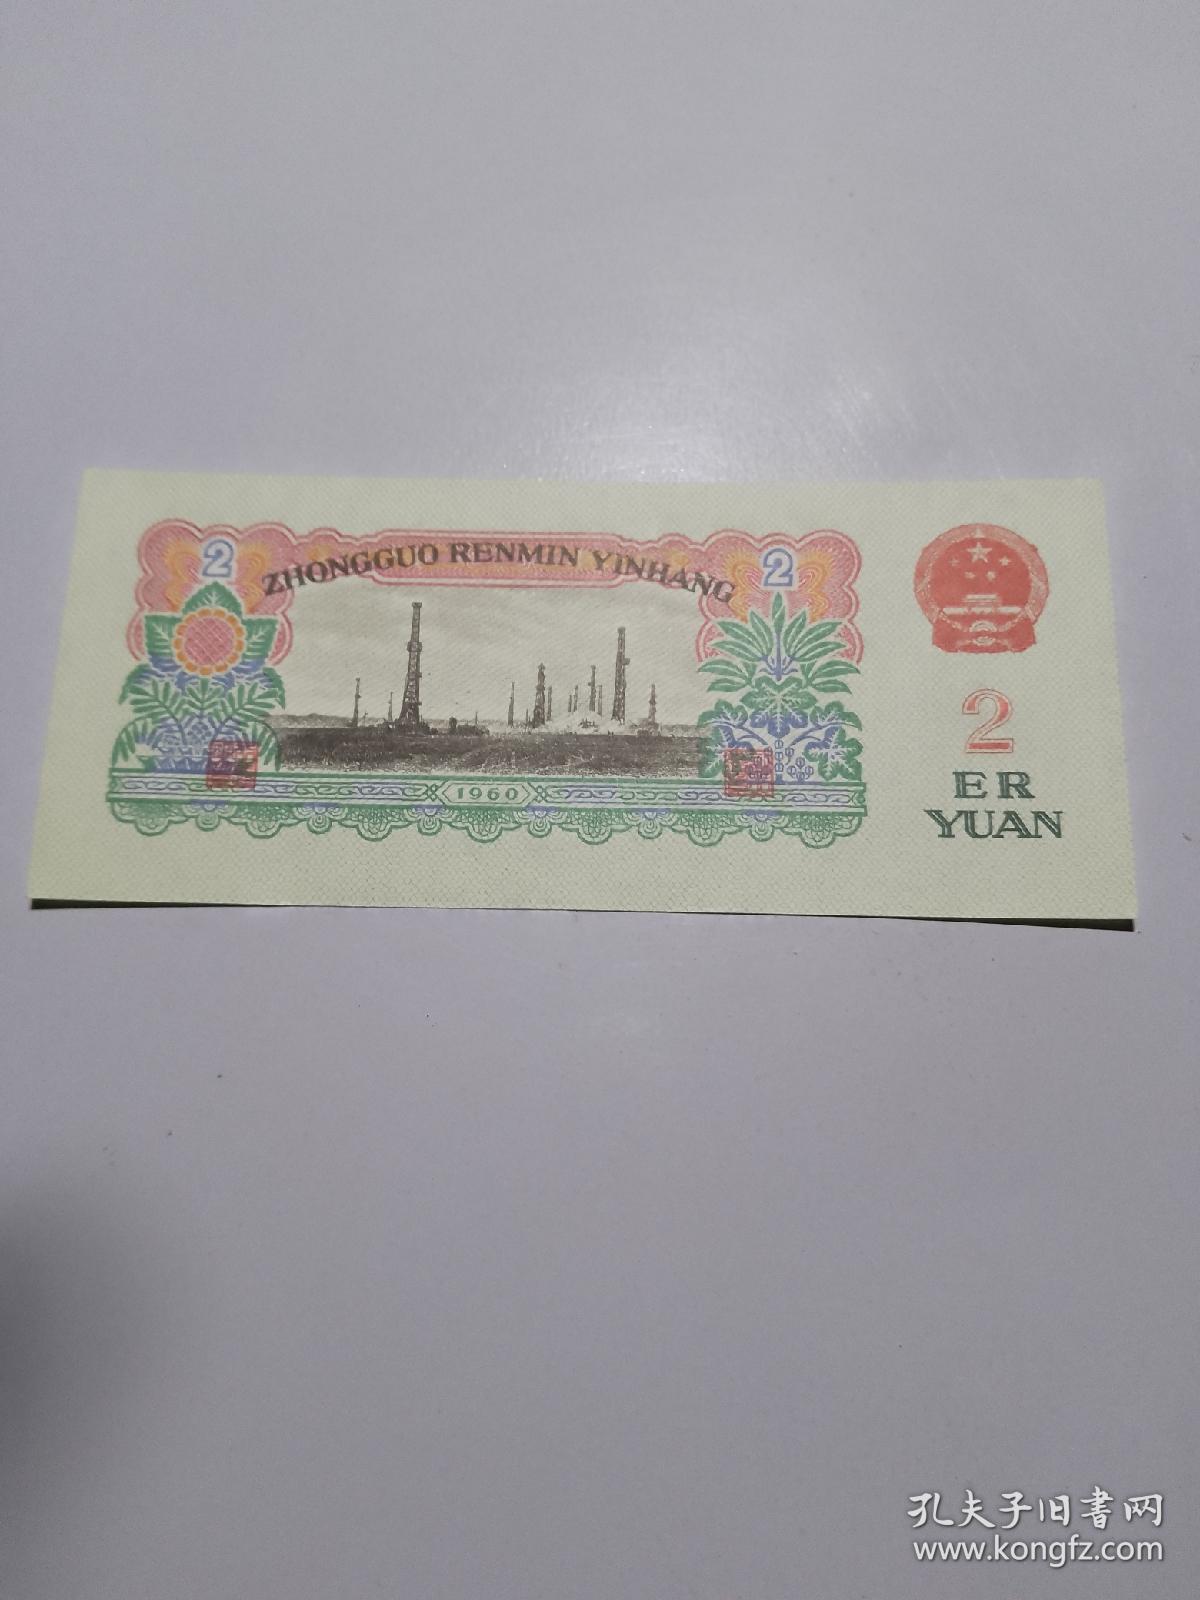 2
ZHONGGUO RENMIN YINHANG
2
1960
2
ER
YUAN
孔夫子旧书网
www.kongfz.com